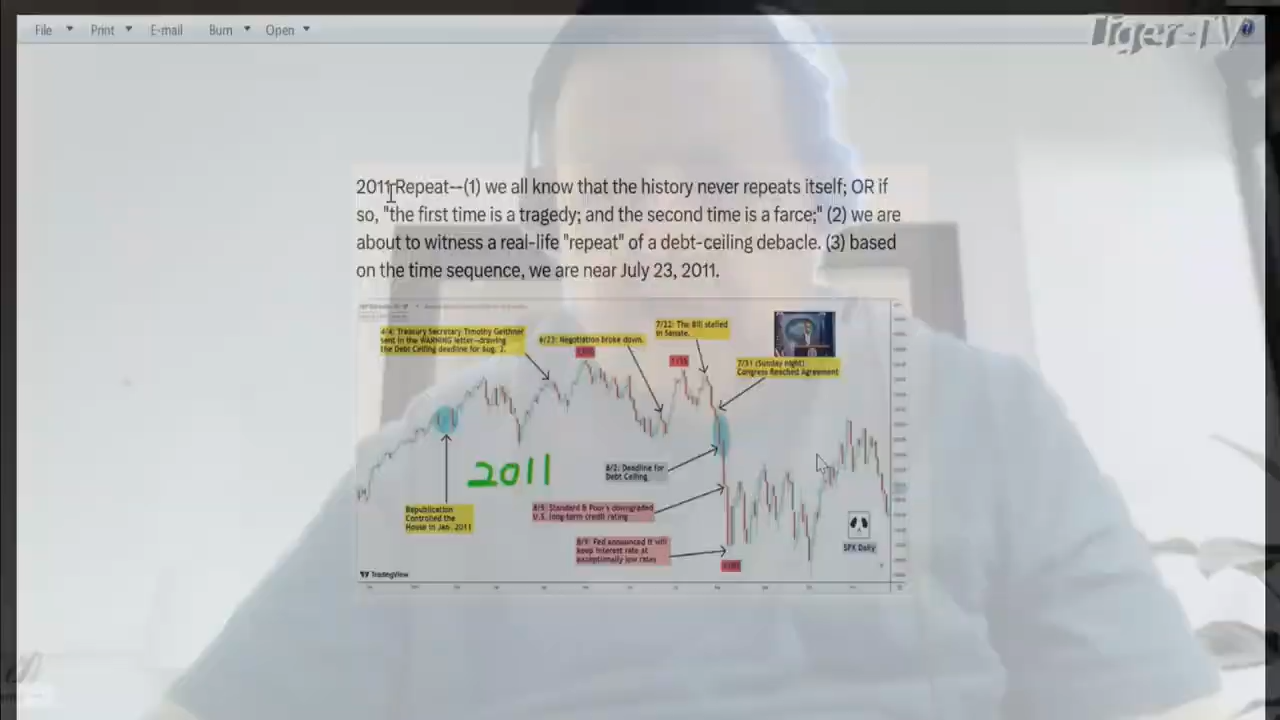 File Print E-mail Burn Open
Tiger-TV
2011 Repeat--(1) we all know that the history never repeats itself; OR if
so, "the first time is a tragedy; and the second time is a farce;" (2) we are
about to witness a real-life "repeat" of a debt-ceiling debacle. (3) based
on the time sequence, we are near July 23, 2011.
4/4: Treasury Secretary Timothy Geithner
sent in the WARNING letter--drawing
the Debt Ceiling deadline for Aug. 2.
6/23: Negotiation broke down.
7/22: The Bill stalled
in Senate.
7/31 (Sunday night)
Congress Reached Agreement
2011
8/2: Deadline for
Debt Ceiling
Republication
Controlled the
House in Jan. 2011
8/5: Standard & Poor's downgraded
U.S. long-term credit rating
8/9: Fed announced it will
keep interest rate at
exceptionally low rates
SPX Daily
TradingView